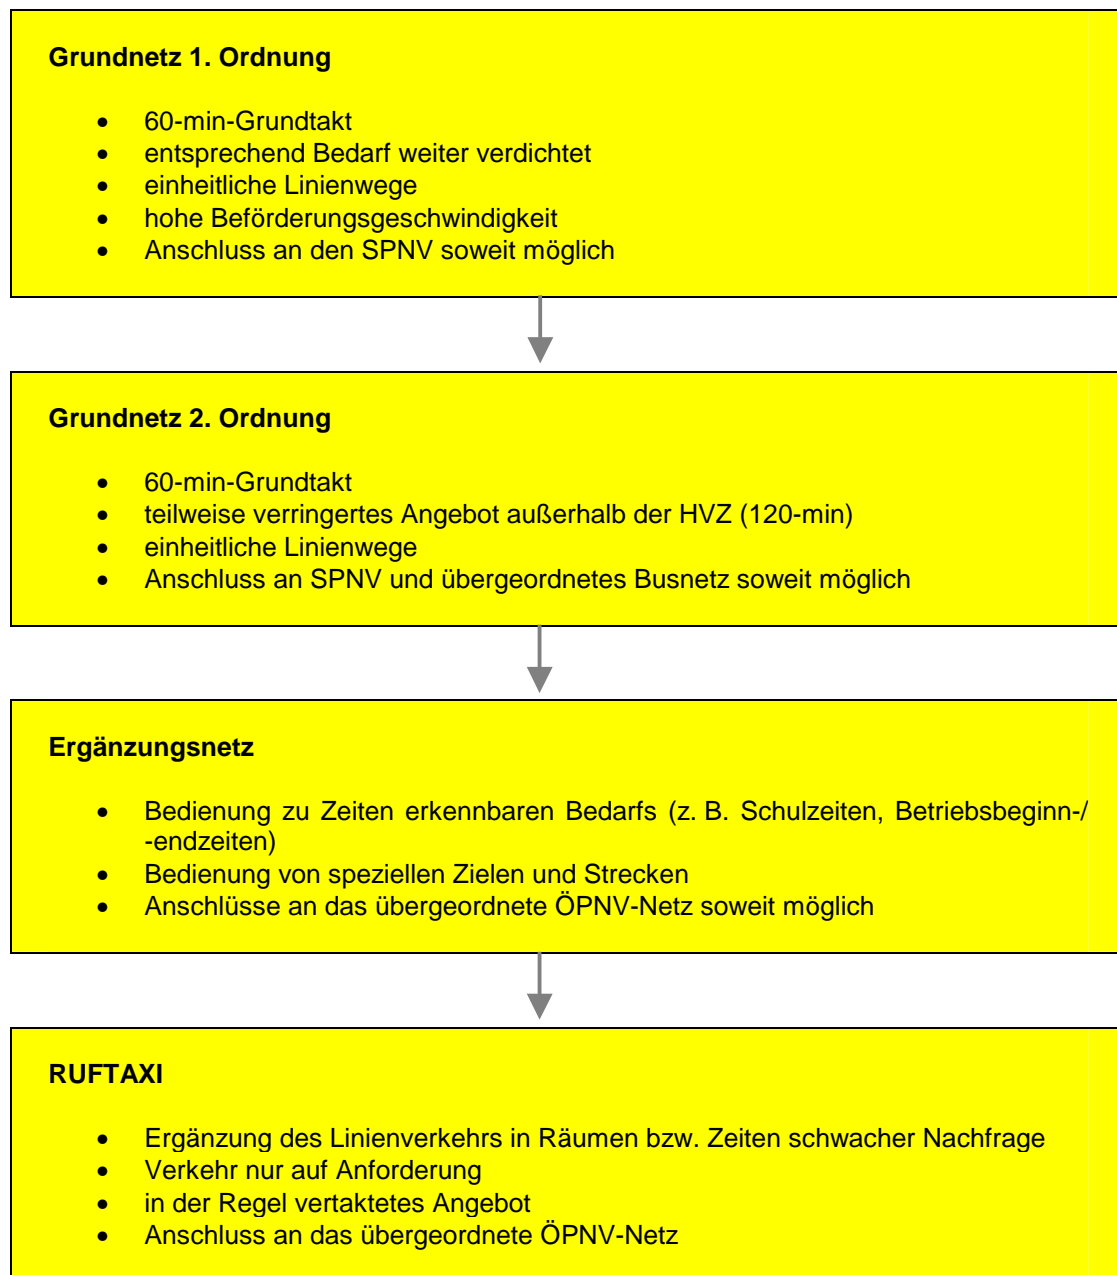 Grundnetz 1. Ordnung
• 60-min-Grundtakt
• entsprechend Bedarf weiter verdichtet
• einheitliche Linienwege
• hohe Beförderungsgeschwindigkeit
• Anschluss an den SPNV soweit möglich
Grundnetz 2. Ordnung
• 60-min-Grundtakt
• teilweise verringertes Angebot außerhalb der HVZ (120-min)
• einheitliche Linienwege
• Anschluss an SPNV und übergeordnetes Busnetz soweit möglich
Ergänzungsnetz
• Bedienung zu Zeiten erkennbaren Bedarfs (z. B. Schulzeiten, Betriebsbeginn-/
-endzeiten)
• Bedienung von speziellen Zielen und Strecken
• Anschlüsse an das übergeordnete ÖPNV-Netz soweit möglich
RUFTAXI
• Ergänzung des Linienverkehrs in Räumen bzw. Zeiten schwacher Nachfrage
• Verkehr nur auf Anforderung
• in der Regel vertaktetes Angebot
• Anschluss an das übergeordnete ÖPNV-Netz